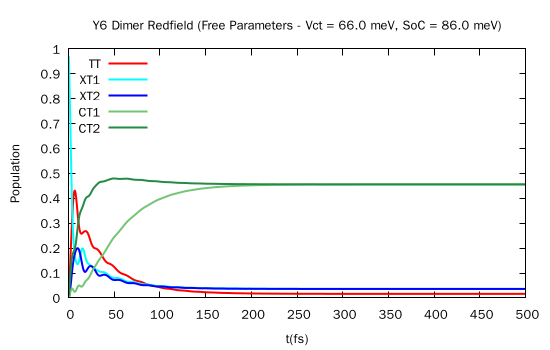 Y6 Dimer Redfield (Free Parameters - Vct = 66.0 meV, SoC = 86.0 meV)
1
0.9
0.8
0.7
0.6
0.5
0.4
0.3
0.2
0.1
0
TT
XT1
XT2
CT1
CT2
Population
0 50 100 150 200 250 300 350 400 450 500
t(fs)